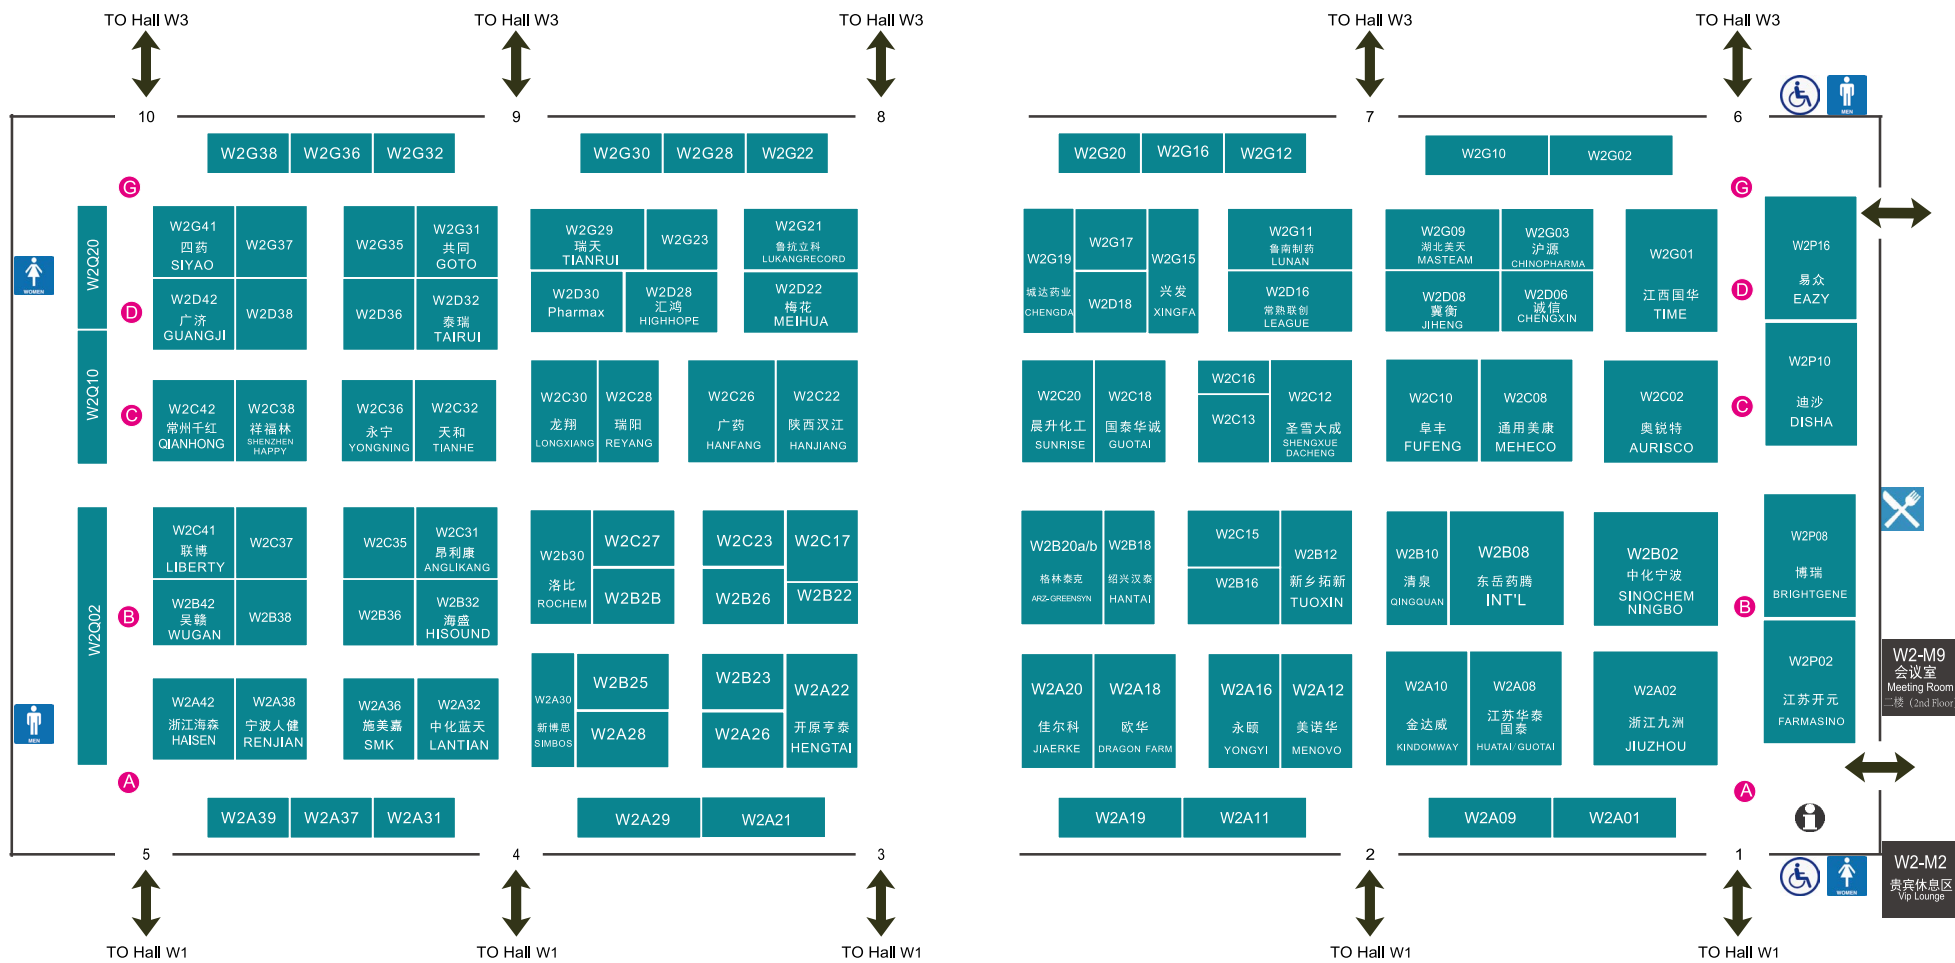 TO Hall W3
TO Hall W3
TO Hall W3
TO Hall W3
TO Hall W3
10
9
8
7
6
MEN
W2G38
W2G36
W2G32
W2G30
W2G28
W2G22
W2G20
W2G16
W2G12
W2G10
W2G02
G
G
W2Q20
W2G41
四药
SIYAO
W2G37
W2G35
W2G31
共同
GOTO
W2G29
瑞天
TIANRUI
W2G23
W2G21
鲁抗立科
LUKANGRECORD
W2G19
城达药业
CHENGDA
W2G17
W2G15
兴发
XINGFA
W2G11
鲁南制药
LUNAN
W2G09
湖北美天
MASTEAM
W2G03
沪源
CHINOPHARMA
W2G01
江西国华
TIME
W2P16
易众
EAZY
WOMEN
D
D
W2D42
广济
GUANGJI
W2D38
W2D36
W2D32
泰瑞
TAIRUI
W2D30
Pharmax
W2D28
汇鸿
HIGHHOPE
W2D22
梅花
MEIHUA
W2D18
W2D16
常熟联创
LEAGUE
W2D08
冀衡
JIHENG
W2D06
诚信
CHENGXIN
W2Q10
C
C
W2C42
常州千红
QIANHONG
W2C38
祥福林
SHENZHEN
HAPPY
W2C36
永宁
YONGNING
W2C32
天和
TIANHE
W2C30
龙翔
LONGXIANG
W2C28
瑞阳
REYANG
W2C26
广药
HANFANG
W2C22
陕西汉江
HANJIANG
W2C20
晨升化工
SUNRISE
W2C18
国泰华诚
GUOTAI
W2C16
W2C13
W2C12
圣雪大成
SHENGXUE
DACHENG
W2C10
阜丰
FUFENG
W2C08
通用美康
MEHECO
W2C02
奥锐特
AURISCO
W2P10
迪沙
DISHA
W2Q02
W2C41
联博
LIBERTY
W2C37
W2C35
W2C31
昂利康
ANGLIKANG
W2b30
洛比
ROCHEM
W2C27
W2C23
W2C17
W2B20a/b
格林泰克
ARZ-GREENSYN
W2B18
绍兴汉泰
HANTAI
W2C15
W2B16
W2B12
新乡拓新
TUOXIN
W2B10
清泉
QINGQUAN
W2B08
东岳药腾
INT'L
W2B02
中化宁波
SINOCHEM
NINGBO
W2P08
博瑞
BRIGHTGENE
B
B
W2B42
吴赣
WUGAN
W2B38
W2B36
W2B32
海盛
HISOUND
W2B2B
W2B26
W2B22
W2A42
浙江海森
HAISEN
W2A38
宁波人健
RENJIAN
W2A36
施美嘉
SMK
W2A32
中化蓝天
LANTIAN
W2A30
新博思
SIMBOS
W2B25
W2A28
W2B23
W2A26
W2A22
开原亨泰
HENGTAI
W2A20
佳尔科
JIAERKE
W2A18
欧华
DRAGON FARM
W2A16
永颐
YONGYI
W2A12
美诺华
MENOVO
W2A10
金达威
KINDOMWAY
W2A08
江苏华泰
国泰
HUATAI/GUOTAI
W2A02
浙江九洲
JIUZHOU
W2P02
江苏开元
FARMASINO
W2-M9
会议室
Meeting Room
二楼 (2nd Floor
MEN
A
A
W2A39
W2A37
W2A31
W2A29
W2A21
W2A19
W2A11
W2A09
W2A01
5
4
3
2
1
WOMEN
W2-M2
贵宾休息区
Vip Lounge
TO Hall W1
TO Hall W1
TO Hall W1
TO Hall W1
TO Hall W1